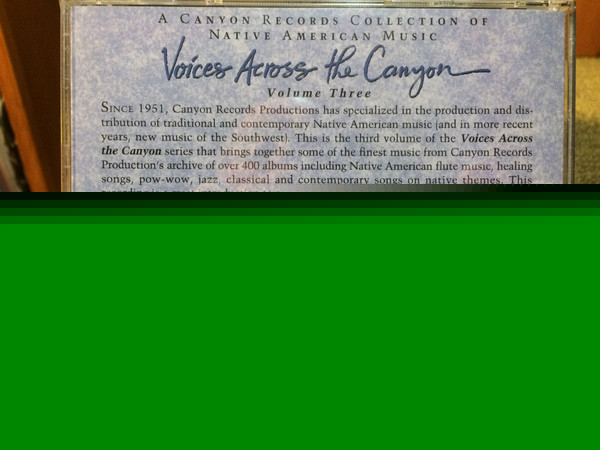 A CANYON RECORDS COLLECTION OF
NATIVE AMERICAN MUSIC
Voices Across the Canyon
Volume Three
SINCE 1951, Canyon Records Productions has specialized in the production and dis-
tribution of traditional and contemporary Native American music (and in more recent
years, new music of the Southwest). This is the third volume of the Voices Across
the Canyon series that brings together some of the finest music from Canyon Records
Production's archive of over 400 albums including Native American flute music, healing
songs, pow-wow, jazz, classical and contemporary songs on native themes. This